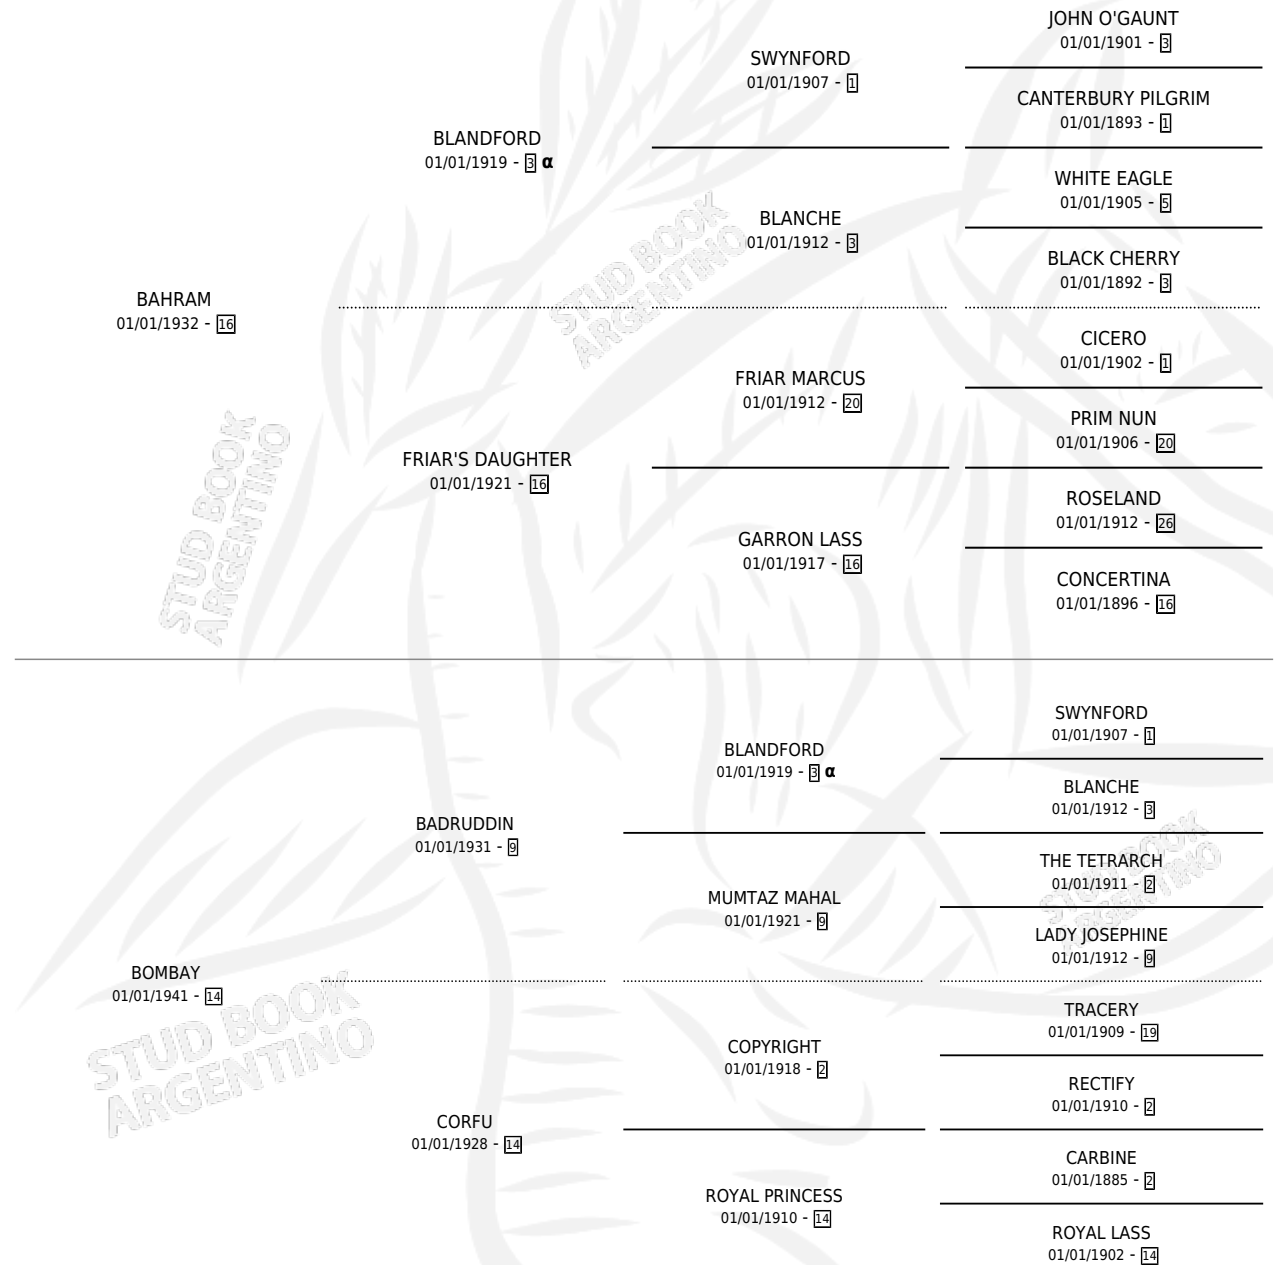 JOHN O'GAUNT
01/01/1901 - 3
SWYNFORD
01/01/1907 - 1
CANTERBURY PILGRIM
01/01/1893 - 1
BLANDFORD
01/01/1919 - 3 α
WHITE EAGLE
01/01/1905 - 5
BLANCHE
01/01/1912 - 3
BLACK CHERRY
01/01/1892 - 3
BAHRAM
01/01/1932 - 16
CICERO
01/01/1902 - 1
FRIAR MARCUS
01/01/1912 - 20
PRIM NUN
01/01/1906 - 20
FRIAR'S DAUGHTER
01/01/1921 - 16
ROSELAND
01/01/1912 - 26
GARRON LASS
01/01/1917 - 16
CONCERTINA
01/01/1896 - 16
SWYNFORD
01/01/1907 - 1
BLANDFORD
01/01/1919 - 3 α
BLANCHE
01/01/1912 - 3
BADRUDDIN
01/01/1931 - 9
THE TETRARCH
01/01/1911 - 2
MUMTAZ MAHAL
01/01/1921 - 9
LADY JOSEPHINE
01/01/1912 - 9
BOMBAY
01/01/1941 - 14
TRACERY
01/01/1909 - 19
COPYRIGHT
01/01/1918 - 2
RECTIFY
01/01/1910 - 2
CORFU
01/01/1928 - 14
CARBINE
01/01/1885 - 2
ROYAL PRINCESS
01/01/1910 - 14
ROYAL LASS
01/01/1902 - 14
STUD BOOK
ARGENTINO
STUD BOOK
ARGENTINO
STUD BOOK
ARGENTINO
STUD BOOK
ARGENTINO